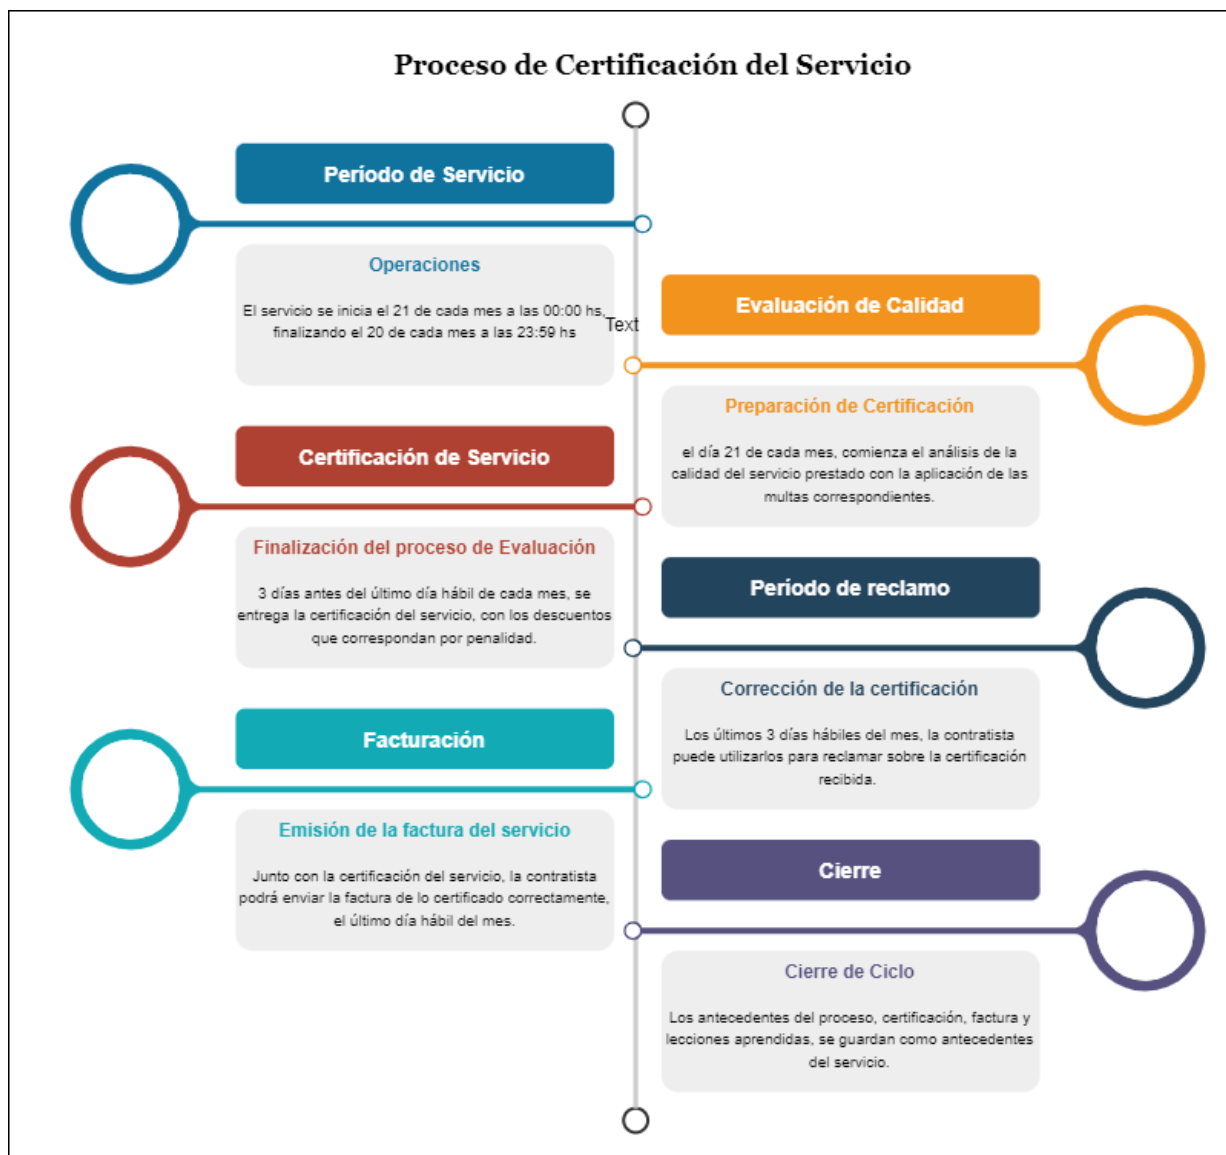 Proceso de Certificación del Servicio
Período de Servicio
Operaciones
El servicio se inicia el 21 de cada mes a las 00:00 hs,
finalizando el 20 de cada mes a las 23:59 hs
Text
Evaluación de Calidad
Preparación de Certificación
el día 21 de cada mes, comienza el análisis de la
calidad del servicio prestado con la aplicación de las
multas correspondientes.
Certificación de Servicio
Finalización del proceso de Evaluación
3 días antes del último día hábil de cada mes, se
entrega la certificación del servicio, con los descuentos
que correspondan por penalidad.
Período de reclamo
Corrección de la certificación
Los últimos 3 días hábiles del mes, la contratista
puede utilizarlos para reclamar sobre la certificación
recibida.
Facturación
Emisión de la factura del servicio
Junto con la certificación del servicio, la contratista
podrá enviar la factura de lo certificado correctamente,
el último día hábil del mes.
Cierre
Cierre de Ciclo
Los antecedentes del proceso, certificación, factura y
lecciones aprendidas, se guardan como antecedentes
del servicio.